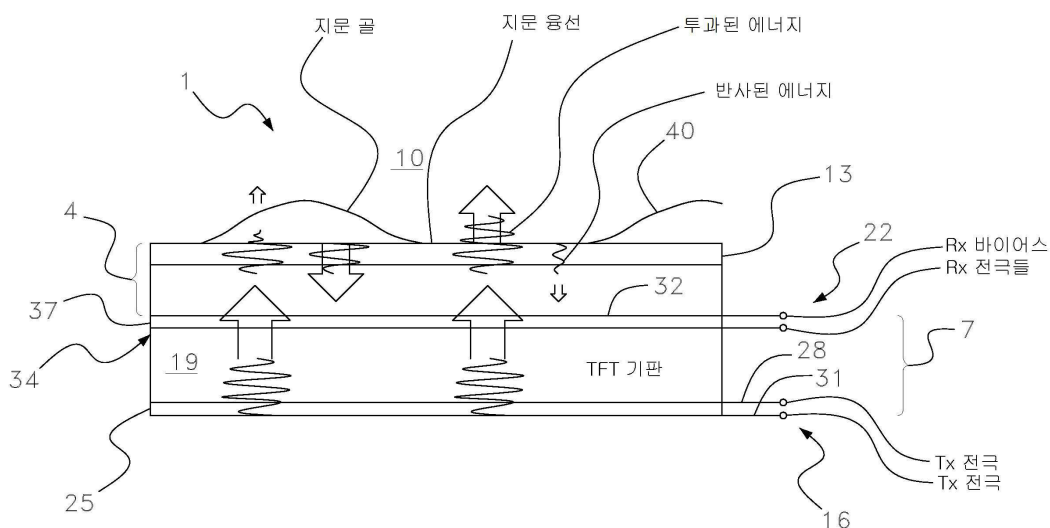 지문 골
지문 융선
투과된 에너지
반사된 에너지
1
10
40
13
4
22
Rx 바이어스
Rx 전극들
32
37
7
34
19
TFT 기판
28
31
25
16
Tx 전극
Tx 전극